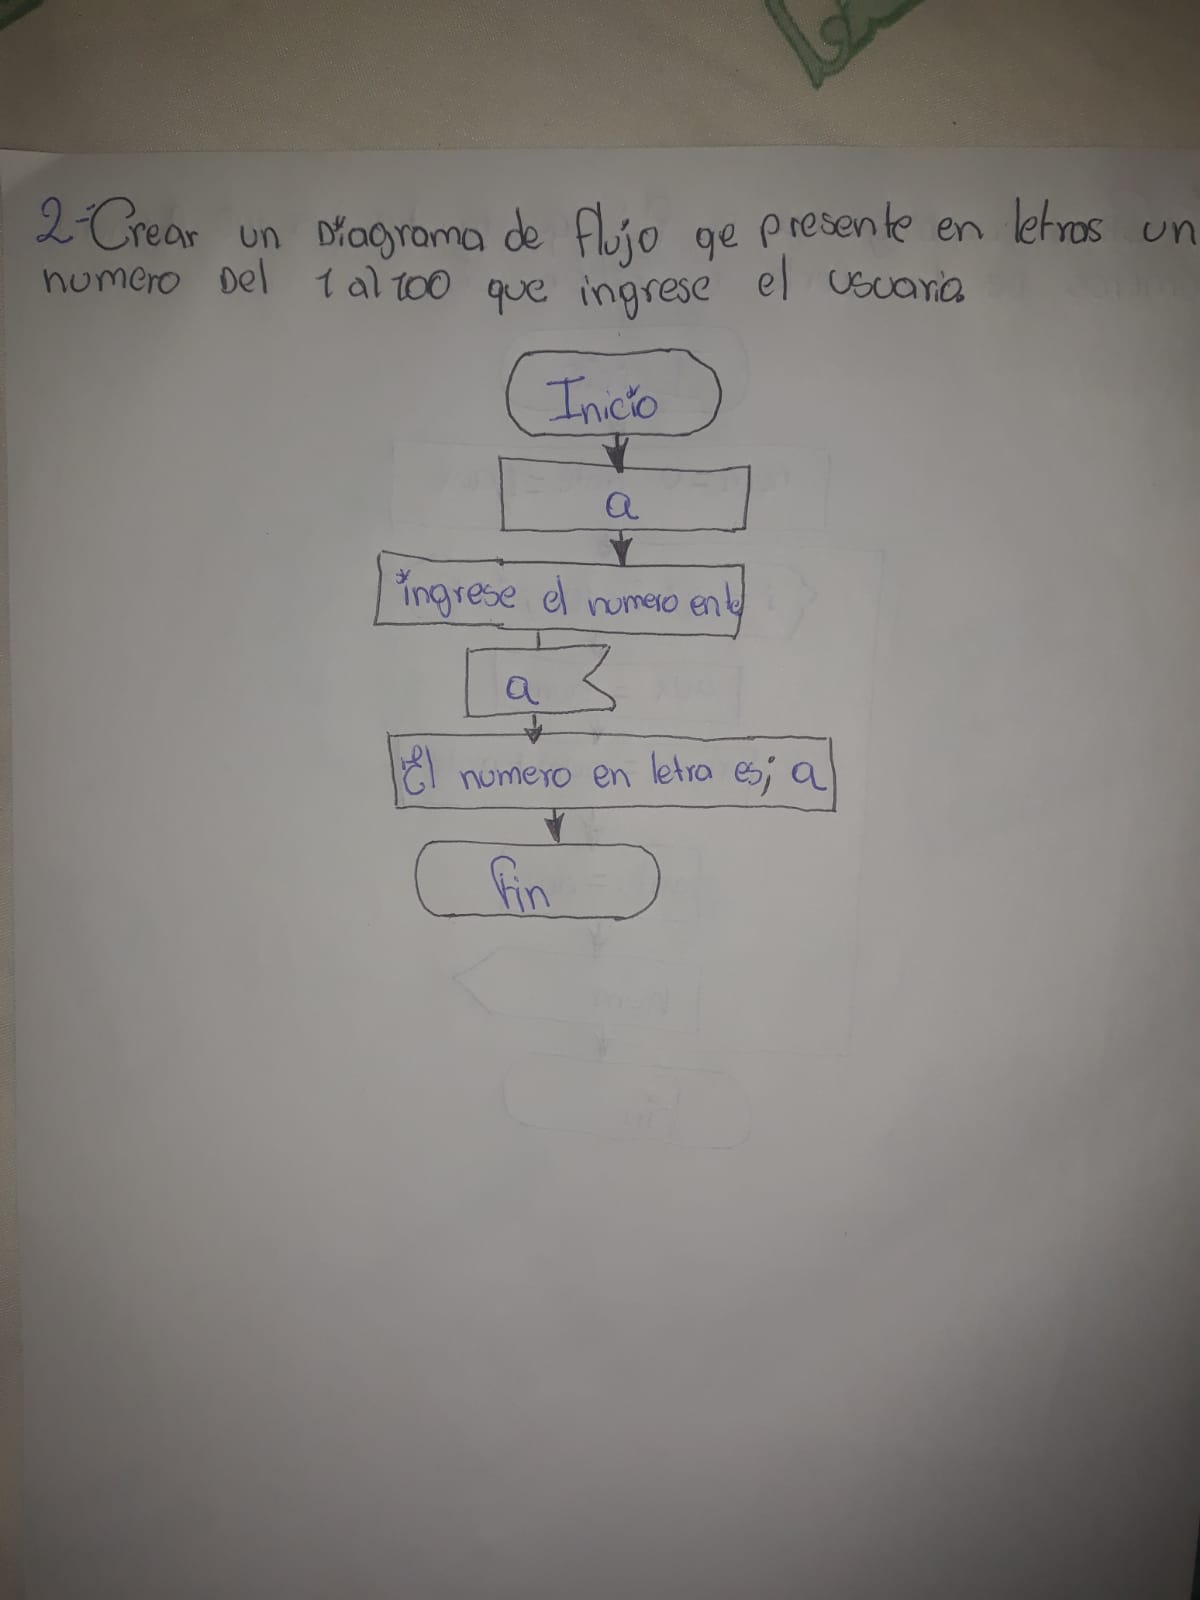 2-Crear un Diagrama de flujo qe presente en letras un
numero Del 1 al 100 que ingrese el usuario
Inicio
a
ingrese el numero en le
a
El numero en letra es; a
Fin